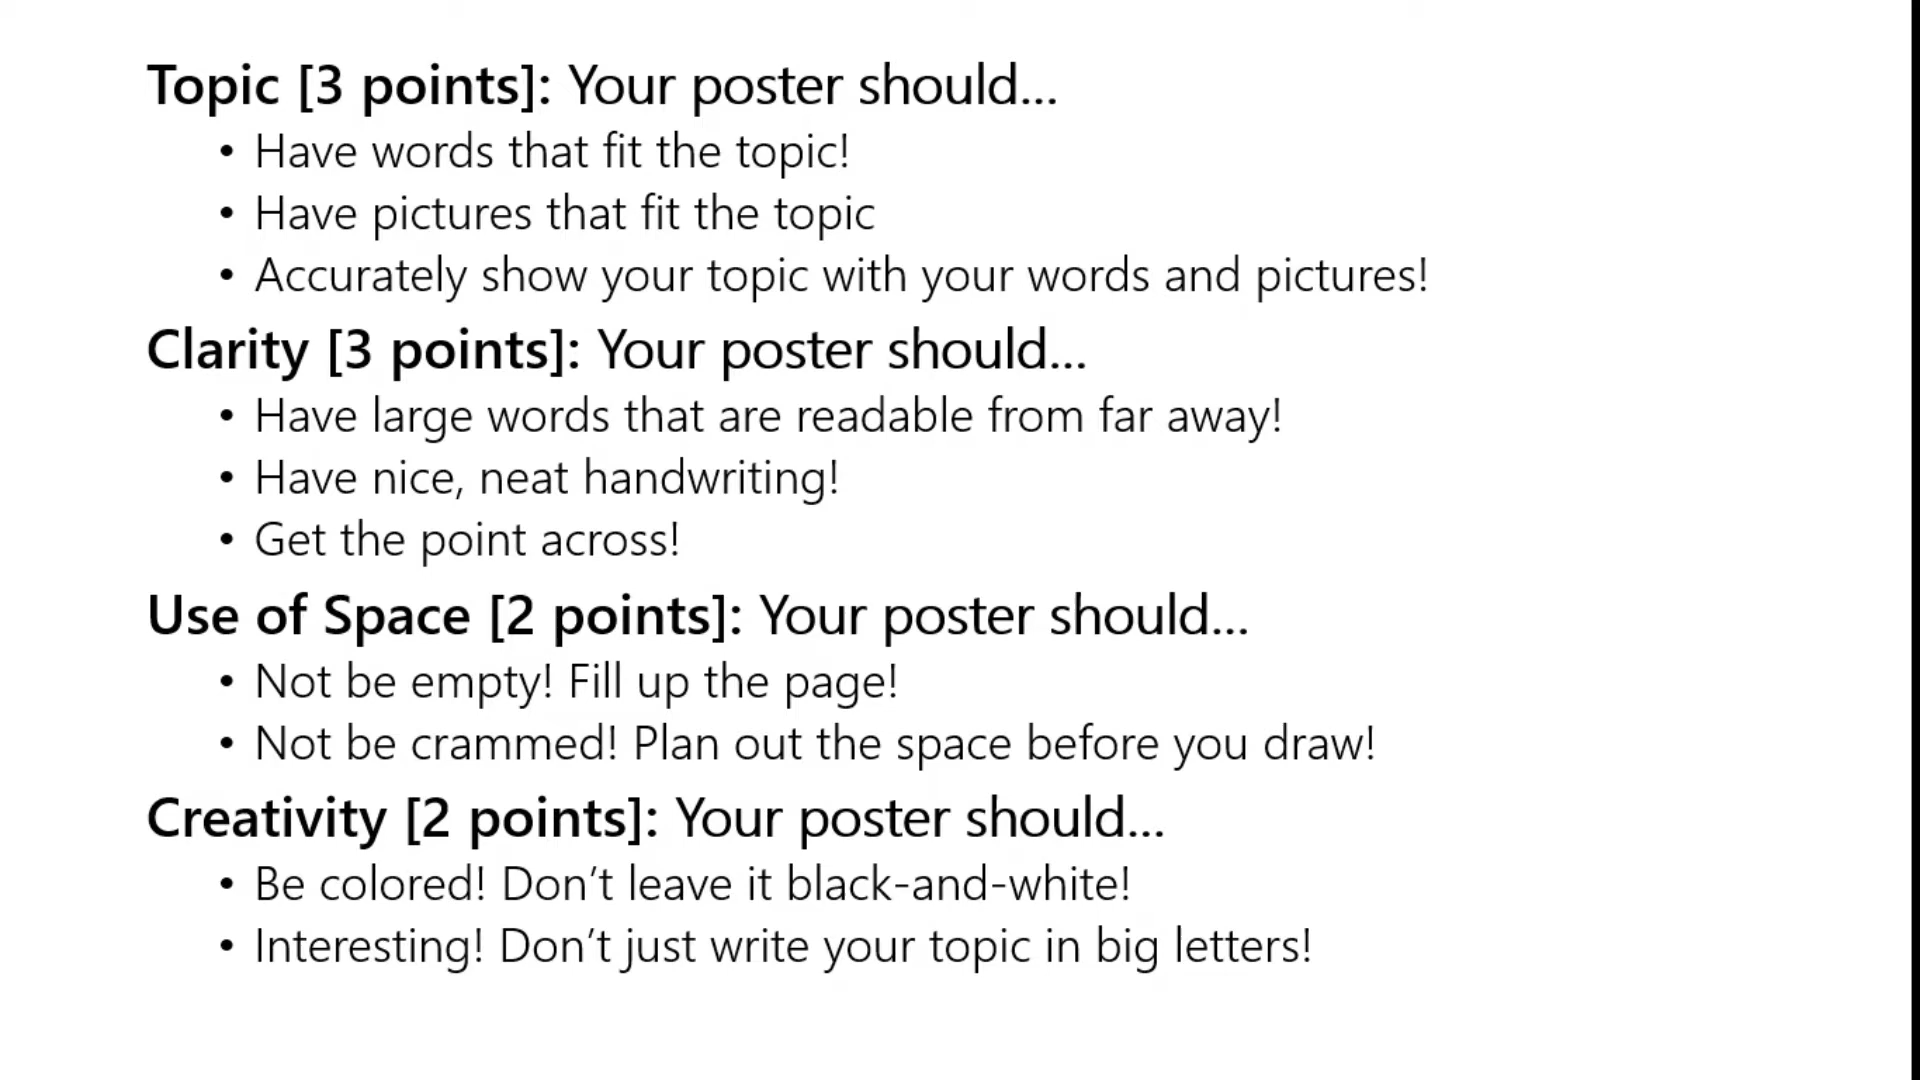 Topic [3 points]: Your poster should...
• Have words that fit the topic!
• Have pictures that fit the topic
• Accurately show your topic with your words and pictures!
Clarity [3 points]: Your poster should...
• Have large words that are readable from far away!
• Have nice, neat handwriting!
• Get the point across!
Use of Space [2 points]: Your poster should...
• Not be empty! Fill up the page!
• Not be crammed! Plan out the space before you draw!
Creativity [2 points]: Your poster should...
• Be colored! Don’t leave it black-and-white!
• Interesting! Don’t just write your topic in big letters!